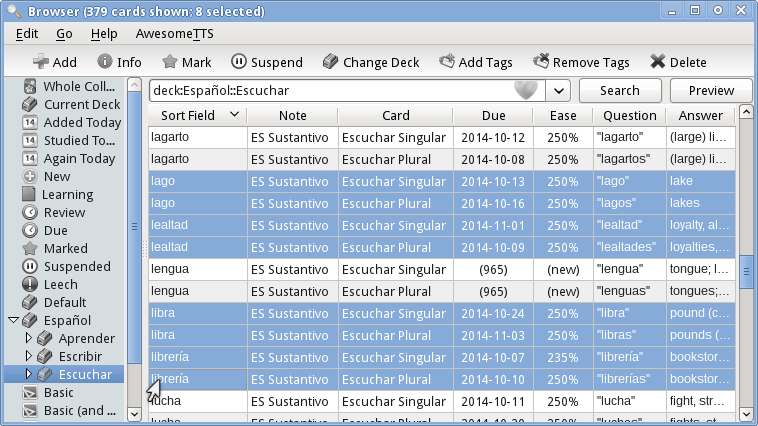 Browser (379 cards shown; 8 selected)
Edit Go Help AwesomeTTS
Add Info Mark Suspend Change Deck Add Tags Remove Tags Delete
Whole Coll...
Current Deck
Added Today
Studied To...
Again Today
New
Learning
Review
Due
Marked
Suspended
Leech
Default
Español
Aprender
Escribir
Escuchar
Basic
Basic (and ...
deck:Español::Escuchar Search Preview
Sort Field Note Card Due Ease Question Answer
lagarto ES Sustantivo Escuchar Singular 2014-10-12 250% "lagarto" (large) li...
lagarto ES Sustantivo Escuchar Plural 2014-10-08 250% "lagartos" (large) li...
lago ES Sustantivo Escuchar Singular 2014-10-13 250% "lago" lake
lago ES Sustantivo Escuchar Plural 2014-10-16 250% "lagos" lakes
lealtad ES Sustantivo Escuchar Singular 2014-11-01 250% "lealtad" loyalty, al...
lealtad ES Sustantivo Escuchar Plural 2014-10-09 250% "lealtades" loyalties,...
lengua ES Sustantivo Escuchar Singular (965) (new) "lengua" tongue; l...
lengua ES Sustantivo Escuchar Plural (965) (new) "lenguas" tongues;...
libra ES Sustantivo Escuchar Singular 2014-10-24 250% "libra" pound (c...
libra ES Sustantivo Escuchar Plural 2014-11-03 250% "libras" pounds (...
librería ES Sustantivo Escuchar Singular 2014-10-07 235% "librería" bookstor...
librería ES Sustantivo Escuchar Plural 2014-10-10 250% "librerías" bookstor...
lucha ES Sustantivo Escuchar Singular 2014-10-11 250% "lucha" fight, str...